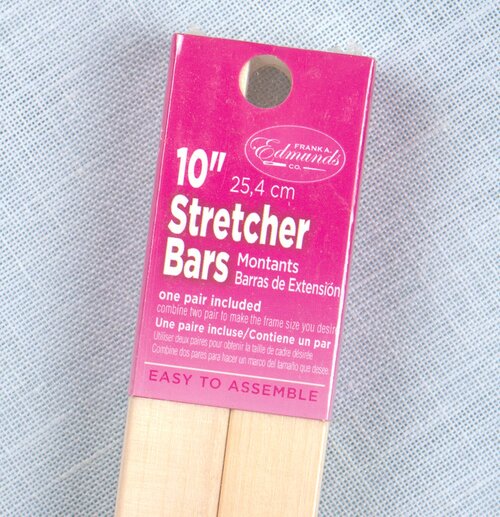 FRANK A.
Edmands
CO.
10"
25,4 cm
Stretcher
Bars
Montants
Barras de Extensión
one pair included
combine two pair to make the frame size you desire
Une paire incluse/Contiene un par
Utiliser deux paires pour obtenir la taille de cadre désirée
Combine dos pares para hacer un marco del tamaño que desee
EASY TO ASSEMBLE